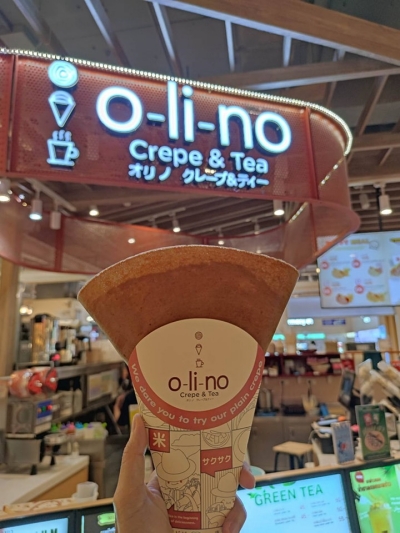 o-li-no
Crepe & Tea
オリノ クレープ&ティー
o-li-no
Crepe & Tea
We dare you to try our plain crepe
米
サクサク
GREEN TEA